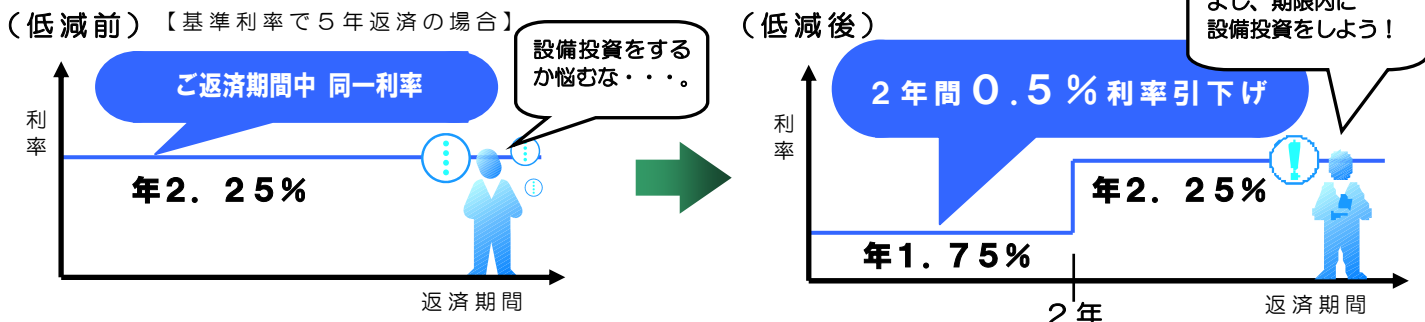 （低減前）【基準利率で５年返済の場合】
設備投資をする
か悩むな・・・。
ご返済期間中 同一利率
利
率
年２．２５％
返済期間
（低減後）
よし、期限内に
設備投資をしよう！
２年間０.５％利率引下げ
利
率
年２．２５％
年１．７５％
２年
返済期間